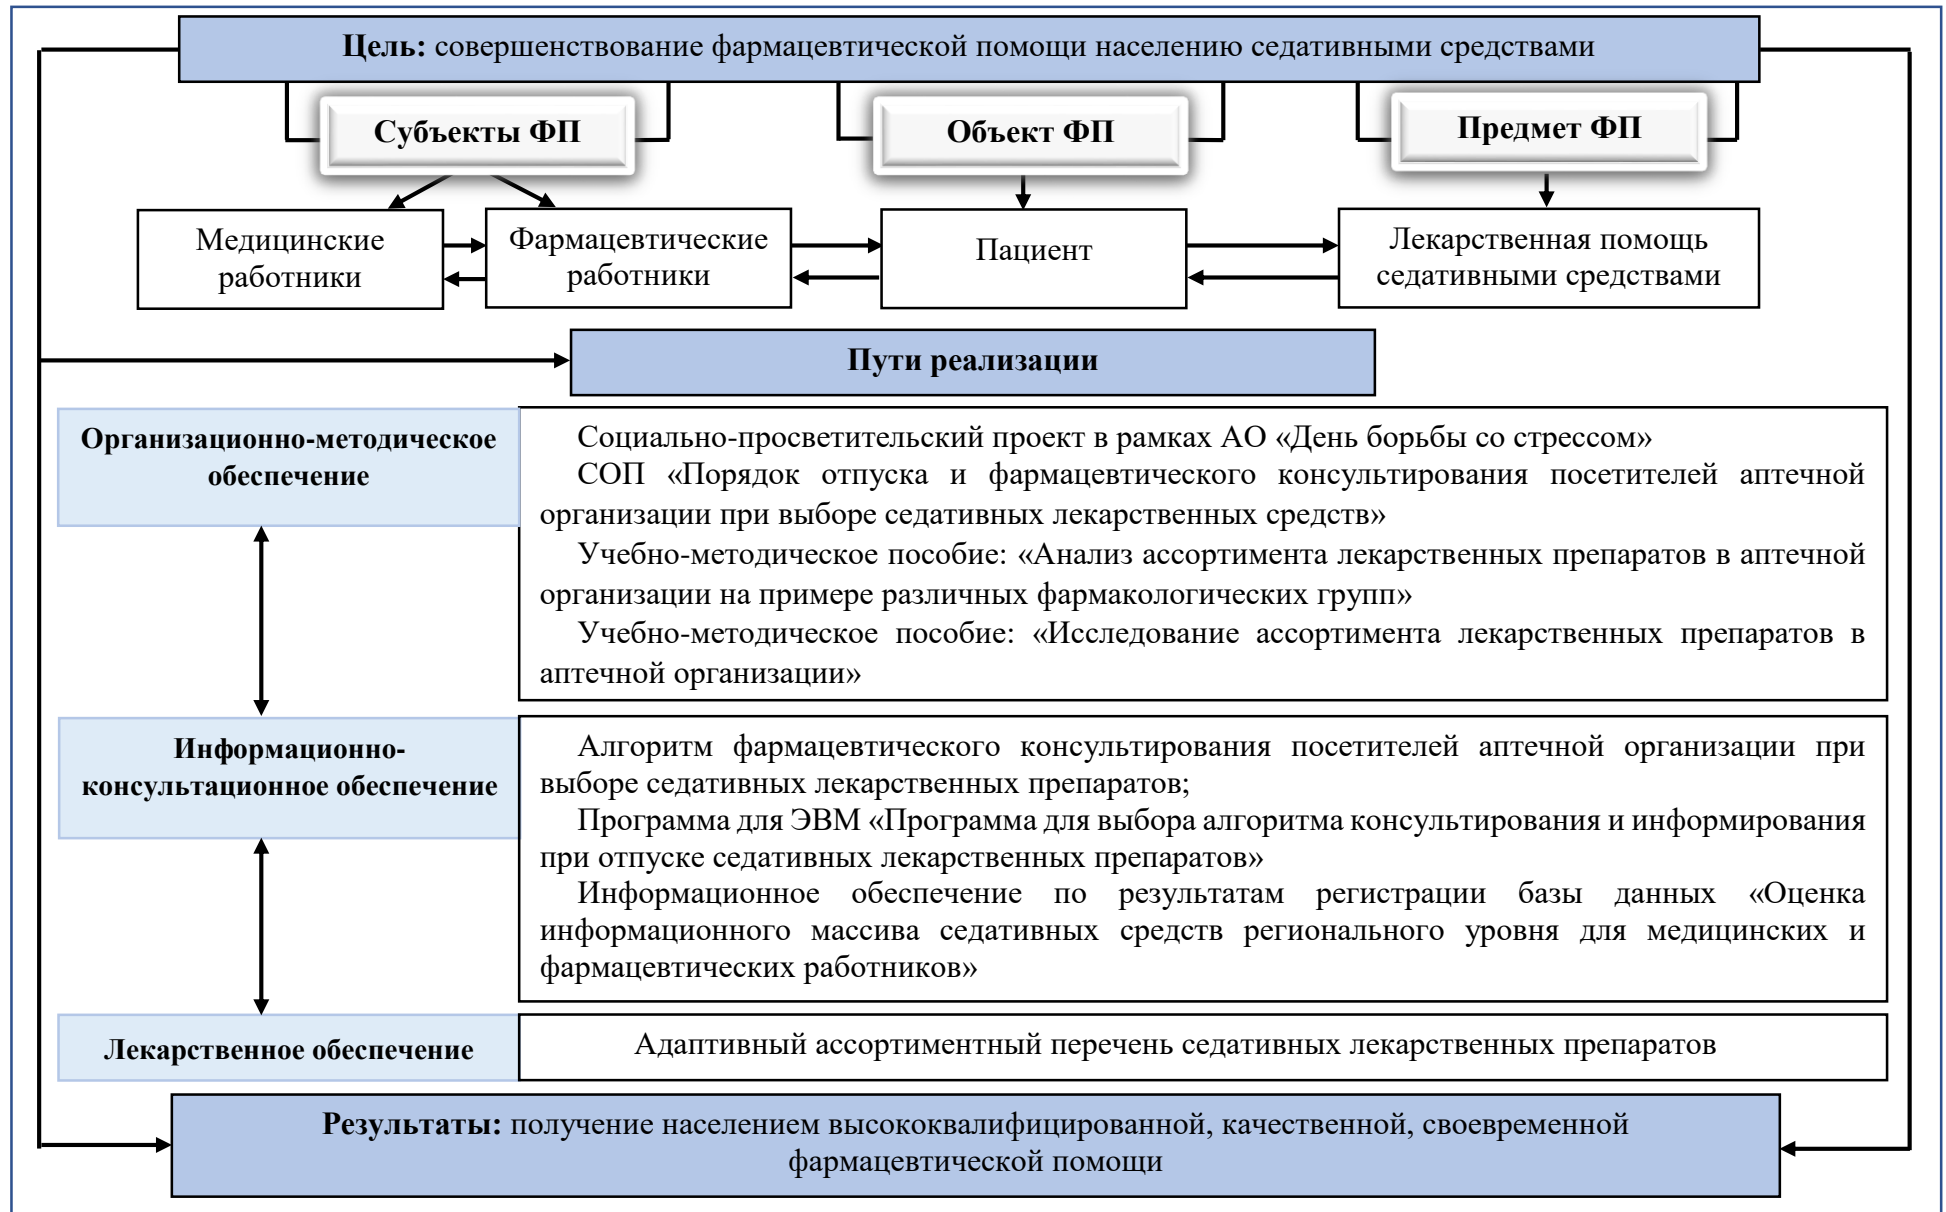 Цель: совершенствование фармацевтической помощи населению седативными средствами
Субъекты ФП
Объект ФП
Предмет ФП
Медицинские
работники
Фармацевтические
работники
Пациент
Лекарственная помощь
седативными средствами
Пути реализации
Организационно-методическое
обеспечение
Социально-просветительский проект в рамках АО «День борьбы со стрессом»
СОП «Порядок отпуска и фармацевтического консультирования посетителей аптечной
организации при выборе седативных лекарственных средств»
Учебно-методическое пособие: «Анализ ассортимента лекарственных препаратов в аптечной
организации на примере различных фармакологических групп»
Учебно-методическое пособие: «Исследование ассортимента лекарственных препаратов в
аптечной организации»
Информационно-
консультационное обеспечение
Алгоритм фармацевтического консультирования посетителей аптечной организации при
выборе седативных лекарственных препаратов;
Программа для ЭВМ «Программа для выбора алгоритма консультирования и информирования
при отпуске седативных лекарственных препаратов»
Информационное обеспечение по результатам регистрации базы данных «Оценка
информационного массива седативных средств регионального уровня для медицинских и
фармацевтических работников»
Лекарственное обеспечение
Адаптивный ассортиментный перечень седативных лекарственных препаратов
Результаты: получение населением высококвалифицированной, качественной, своевременной
фармацевтической помощи